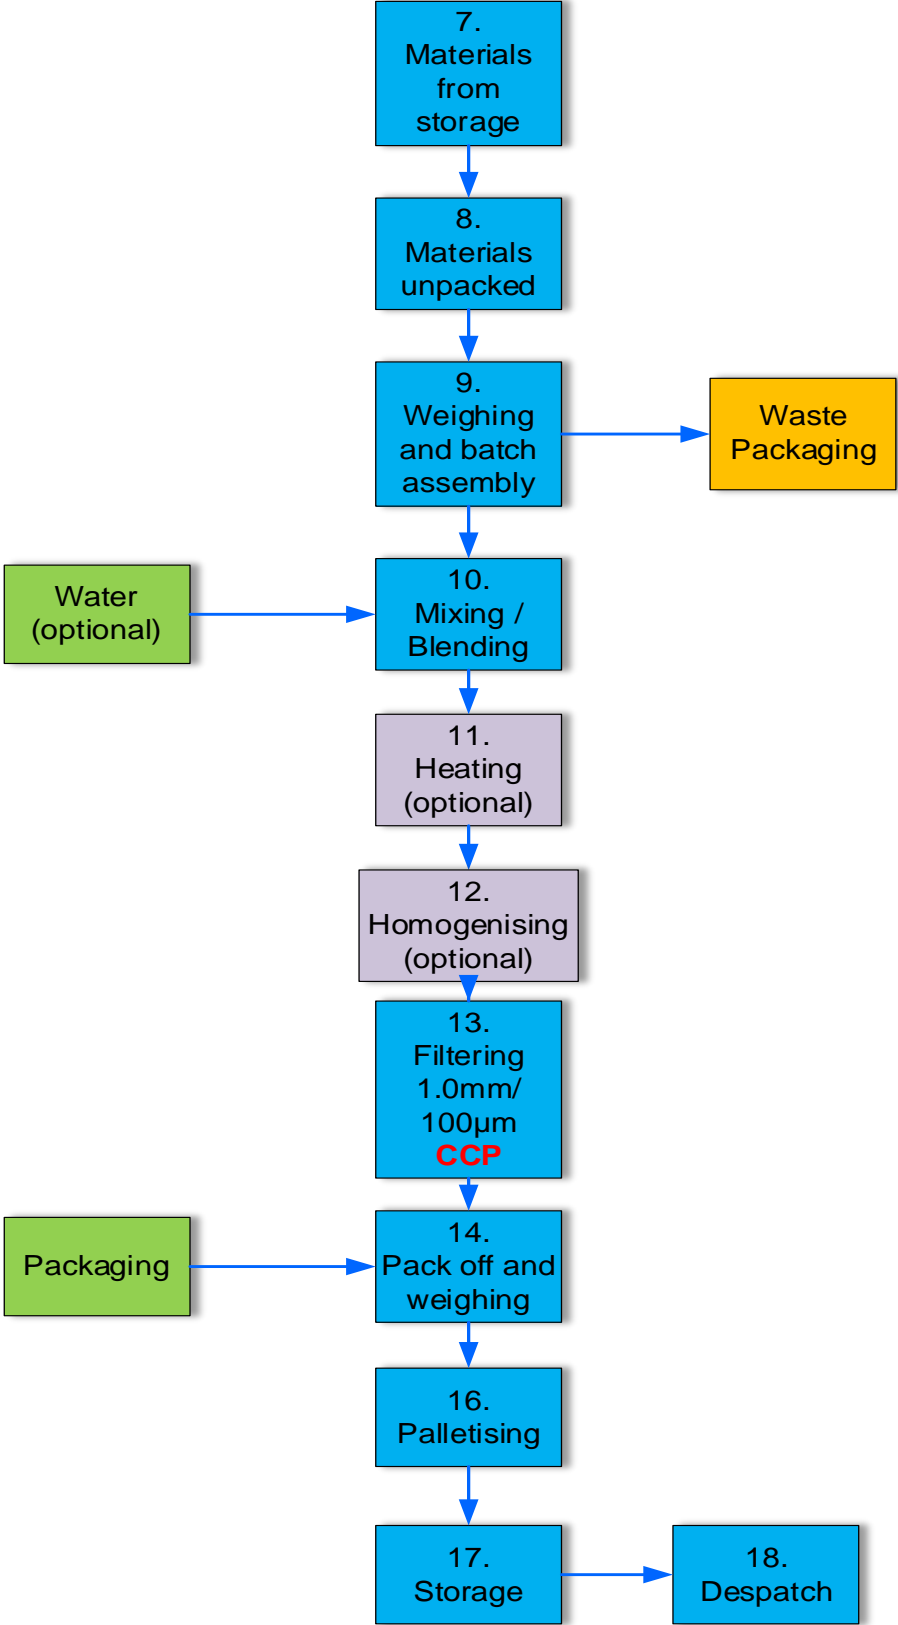 7.
Materials
from
storage
8.
Materials
unpacked
9.
Weighing
and batch
assembly
Waste
Packaging
Water
(optional)
10.
Mixing /
Blending
11.
Heating
(optional)
12.
Homogenising
(optional)
13.
Filtering
1.0mm/
100µm
CCP
Packaging
14.
Pack off and
weighing
16.
Palletising
17.
Storage
18.
Despatch